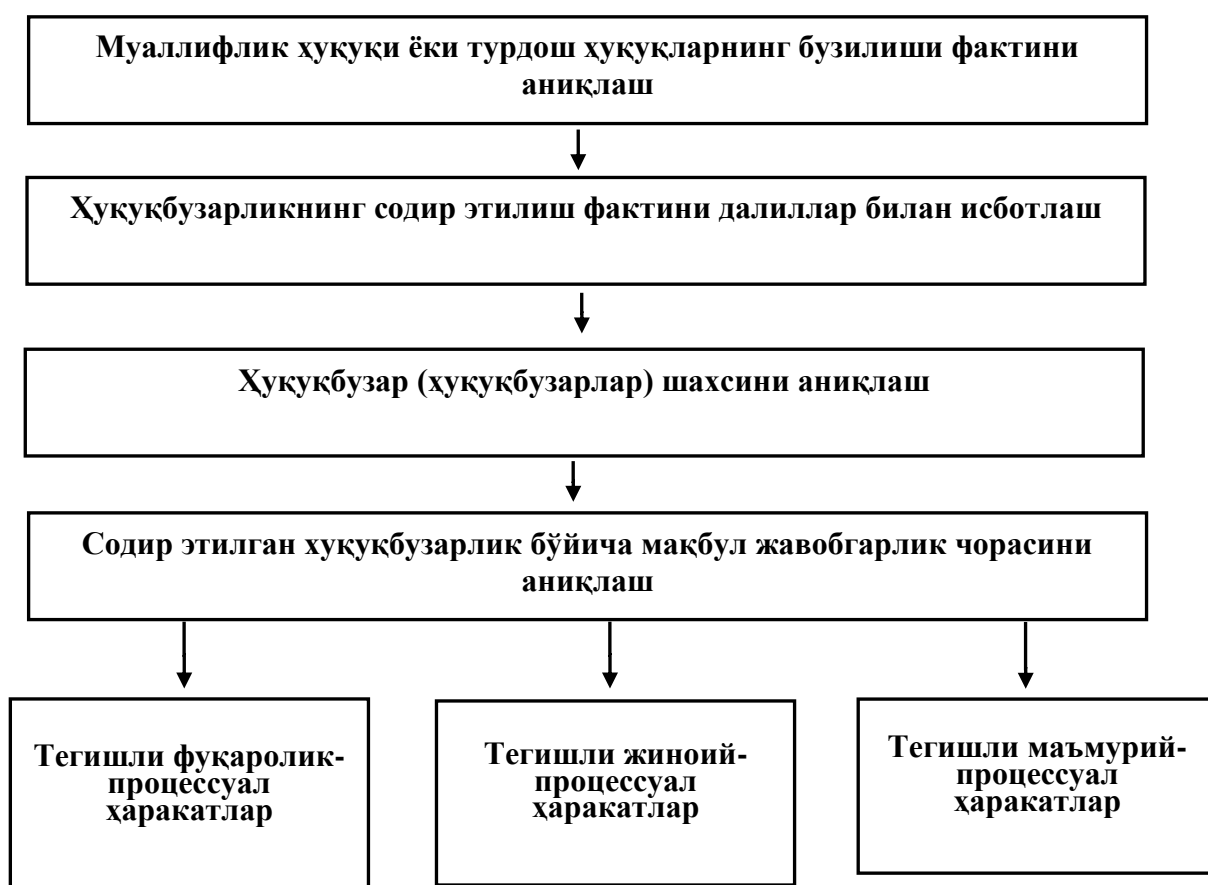 Муаллифлик ҳуқуқи ёки турдош ҳуқуқларнинг бузилиши фактини
аниқлаш
Ҳуқуқбузарликнинг содир этилиш фактини далиллар билан исботлаш
Ҳуқуқбузар (ҳуқуқбузарлар) шахсини аниқлаш
Содир этилган хуқуқбузарлик бўйича мақбул жавобгарлик чорасини
аниқлаш
Тегишли фуқаролик-
процессуал
ҳаракатлар
Тегишли жиноий-
процессуал
ҳаракатлар
Тегишли маъмурий-
процессуал
ҳаракатлар